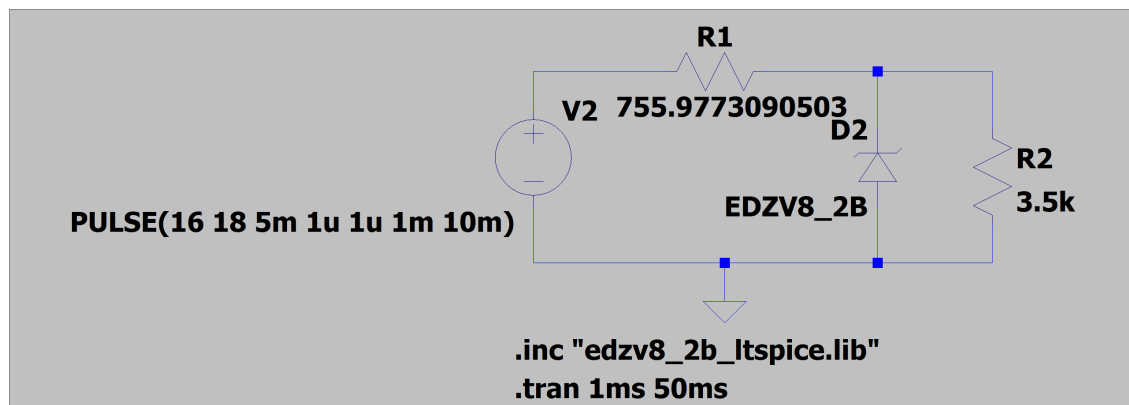 R1
V2
755.9773090503
D2
R2
EDZV8_2B
3.5k
PULSE(16 18 5m 1u 1u 1m 10m)
.inc "edzv8_2b_ltspice.lib"
.tran 1ms 50ms